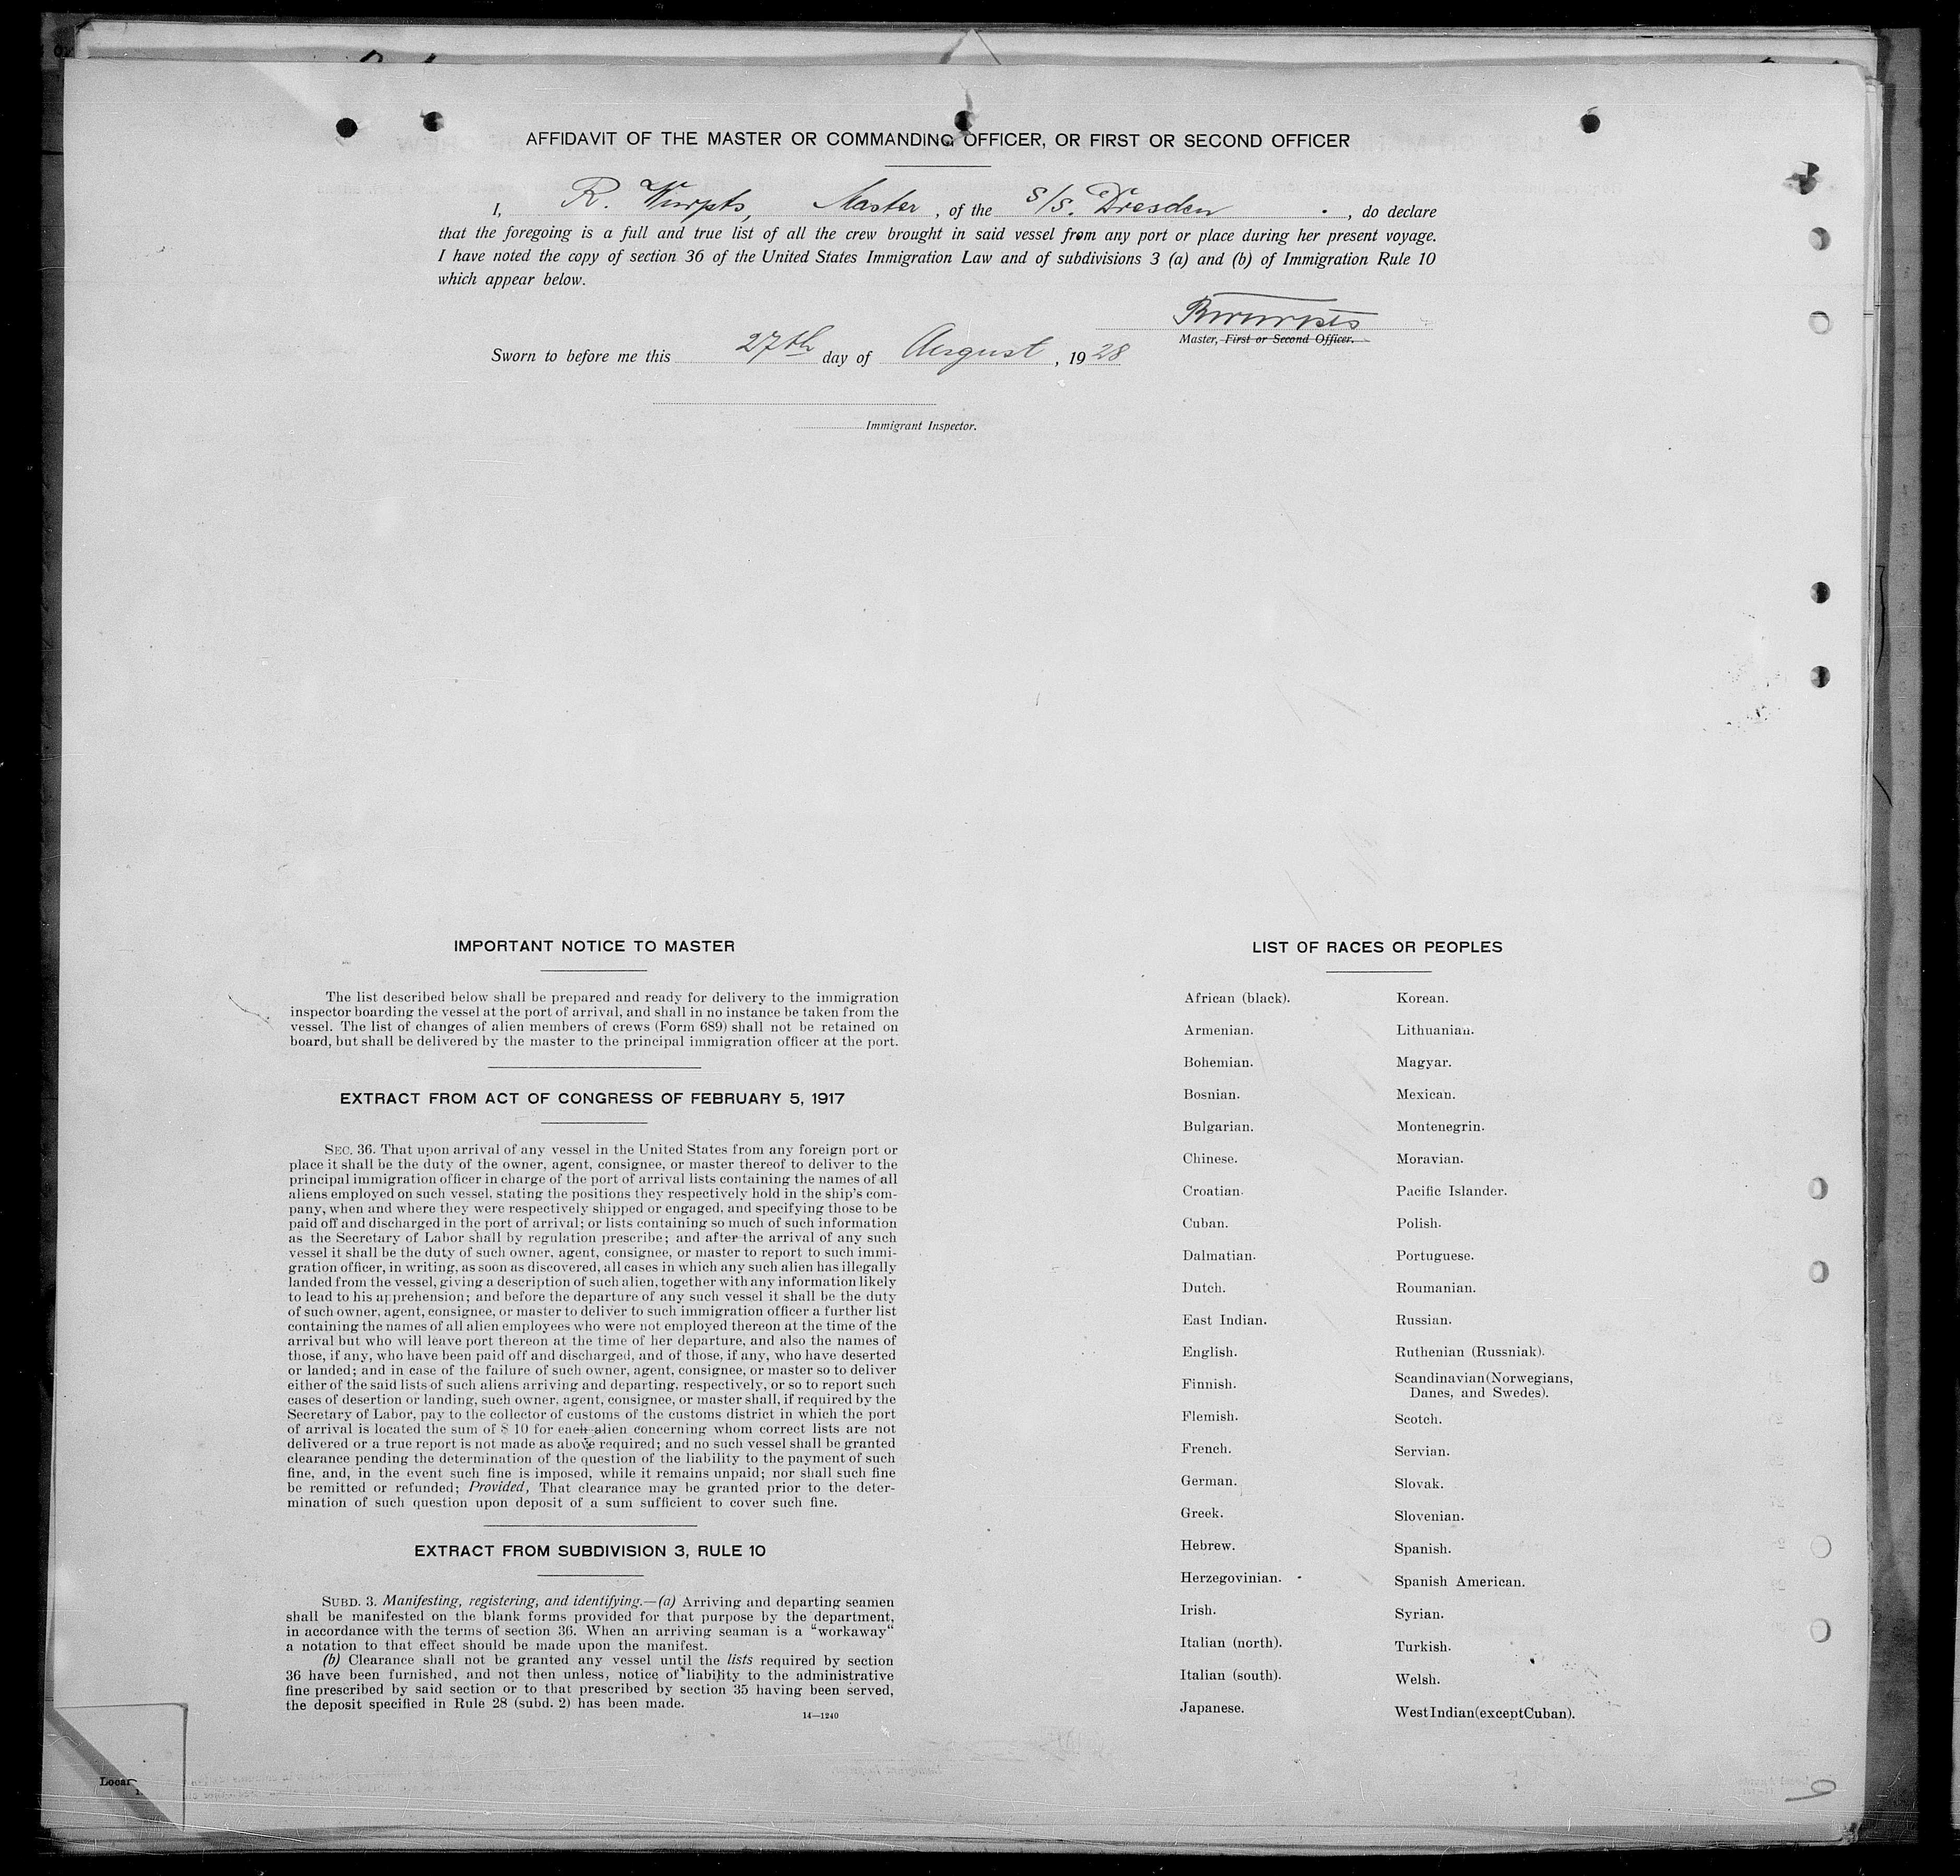 AFFIDAVIT OF THE MASTER OR COMMANDING OFFICER, OR FIRST OR SECOND OFFICER
I, R. Wurpts, Master, of the S/S. Dresden, do declare
that the foregoing is a full and true list of all the crew brought in said vessel from any port or place during her present voyage.
I have noted the copy of section 36 of the United States Immigration Law and of subdivisions 3 (a) and (b) of Immigration Rule 10
which appear below.
RWurpts
Master, First or Second Officer.
Sworn to before me this 27th day of August, 1928
Immigrant Inspector.
IMPORTANT NOTICE TO MASTER
The list described below shall be prepared and ready for delivery to the immigration
inspector boarding the vessel at the port of arrival, and shall in no instance be taken from the
vessel. The list of changes of alien members of crews (Form 689) shall not be retained on
board, but shall be delivered by the master to the principal immigration officer at the port.
EXTRACT FROM ACT OF CONGRESS OF FEBRUARY 5, 1917
SEC. 36. That upon arrival of any vessel in the United States from any foreign port or
place it shall be the duty of the owner, agent, consignee, or master thereof to deliver to the
principal immigration officer in charge of the port of arrival lists containing the names of all
aliens employed on such vessel, stating the positions they respectively hold in the ship's com-
pany, when and where they were respectively shipped or engaged, and specifying those to be
paid off and discharged in the port of arrival; or lists containing so much of such information
as the Secretary of Labor shall by regulation prescribe; and after the arrival of any such
vessel it shall be the duty of such owner, agent, consignee, or master to report to such immi-
gration officer, in writing, as soon as discovered, all cases in which any such alien has illegally
landed from the vessel, giving a description of such alien, together with any information likely
to lead to his apprehension; and before the departure of any such vessel it shall be the duty
of such owner, agent, consignee, or master to deliver to such immigration officer a further list
containing the names of all alien employees who were not employed thereon at the time of the
arrival but who will leave port thereon at the time of her departure, and also the names of
those, if any, who have been paid off and discharged, and of those, if any, who have deserted
or landed; and in case of the failure of such owner, agent, consignee, or master so to deliver
either of the said lists of such aliens arriving and departing, respectively, or so to report such
cases of desertion or landing, such owner, agent, consignee, or master shall, if required by the
Secretary of Labor, pay to the collector of customs of the customs district in which the port
of arrival is located the sum of $ 10 for each alien concerning whom correct lists are not
delivered or a true report is not made as above required; and no such vessel shall be granted
clearance pending the determination of the question of the liability to the payment of such
fine, and, in the event such fine is imposed, while it remains unpaid; nor shall such fine
be remitted or refunded; Provided, That clearance may be granted prior to the deter-
mination of such question upon deposit of a sum sufficient to cover such fine.
EXTRACT FROM SUBDIVISION 3, RULE 10
SUBD. 3. Manifesting, registering, and identifying.—(a) Arriving and departing seamen
shall be manifested on the blank forms provided for that purpose by the department,
in accordance with the terms of section 36. When an arriving seaman is a "workaway"
a notation to that effect should be made upon the manifest.
(b) Clearance shall not be granted any vessel until the lists required by section
36 have been furnished, and not then unless, notice of liability to the administrative
fine prescribed by said section or to that prescribed by section 35 having been served,
the deposit specified in Rule 28 (subd. 2) has been made.
14—1240
LIST OF RACES OR PEOPLES
African (black).
Armenian.
Bohemian.
Bosnian.
Bulgarian.
Chinese.
Croatian.
Cuban.
Dalmatian.
Dutch.
East Indian.
English.
Finnish.
Flemish.
French.
German.
Greek.
Hebrew.
Herzegovinian.
Irish.
Italian (north).
Italian (south).
Japanese.
Korean.
Lithuanian.
Magyar.
Mexican.
Montenegrin.
Moravian.
Pacific Islander.
Polish.
Portuguese.
Roumanian.
Russian.
Ruthenian (Russniak).
Scandinavian (Norwegians,
Danes, and Swedes).
Scotch.
Servian.
Slovak.
Slovenian.
Spanish.
Spanish American.
Syrian.
Turkish.
Welsh.
West Indian (except Cuban).